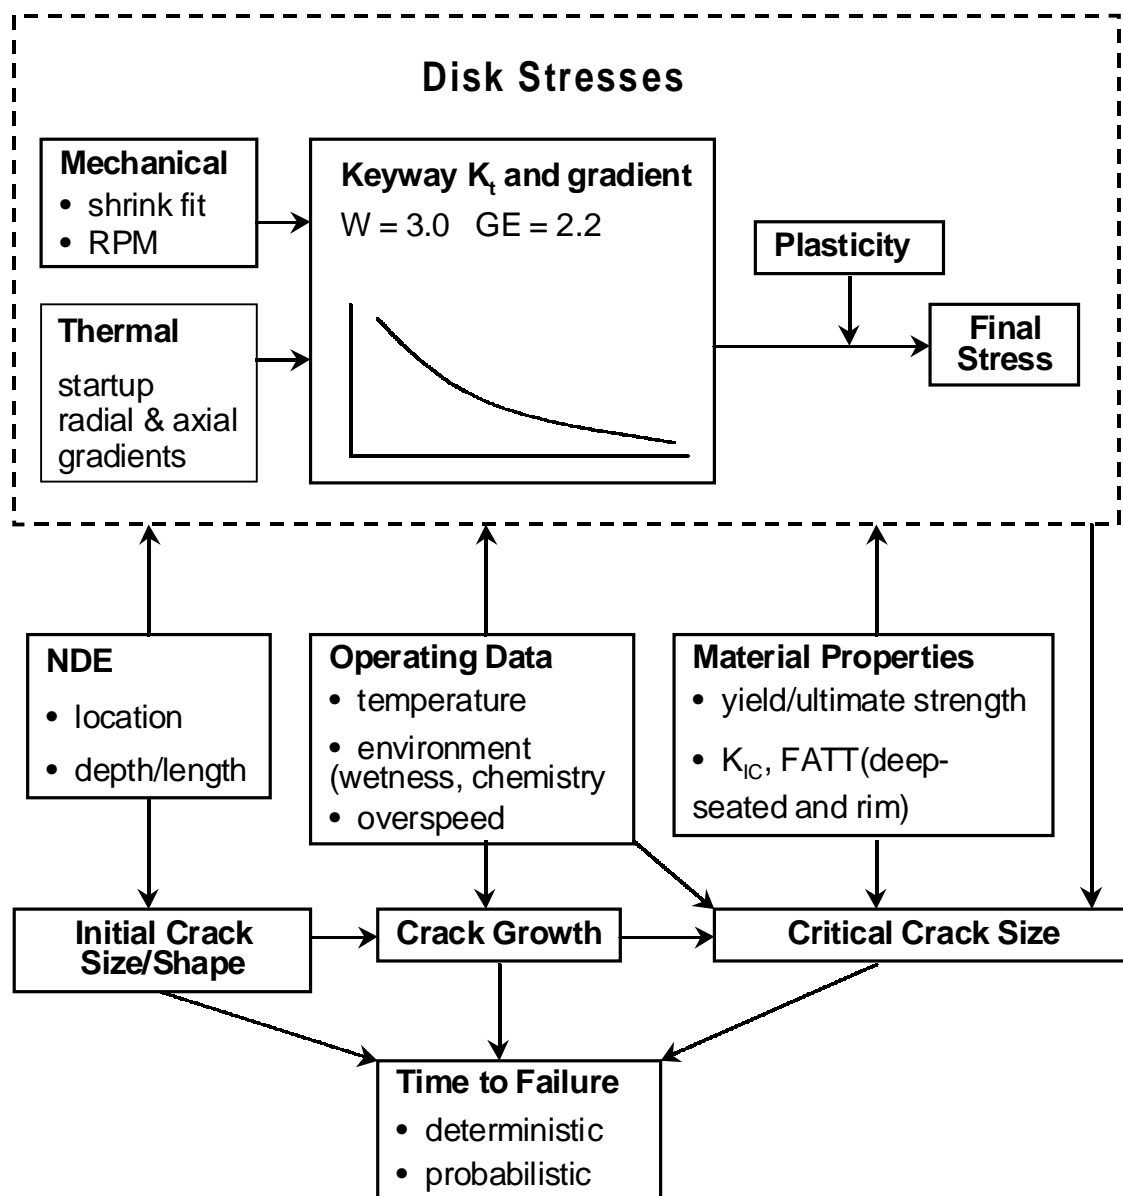 Disk Stresses
Mechanical
• shrink fit
• RPM
Keyway Kt and gradient
W = 3.0 GE = 2.2
Plasticity
Thermal
startup
radial & axial
gradients
Final
Stress
NDE
• location
• depth/length
Operating Data
• temperature
• environment
(wetness, chemistry
• overspeed
Material Properties
• yield/ultimate strength
• KIC, FATT(deep-
seated and rim)
Initial Crack
Size/Shape
Crack Growth
Critical Crack Size
Time to Failure
• deterministic
• probabilistic